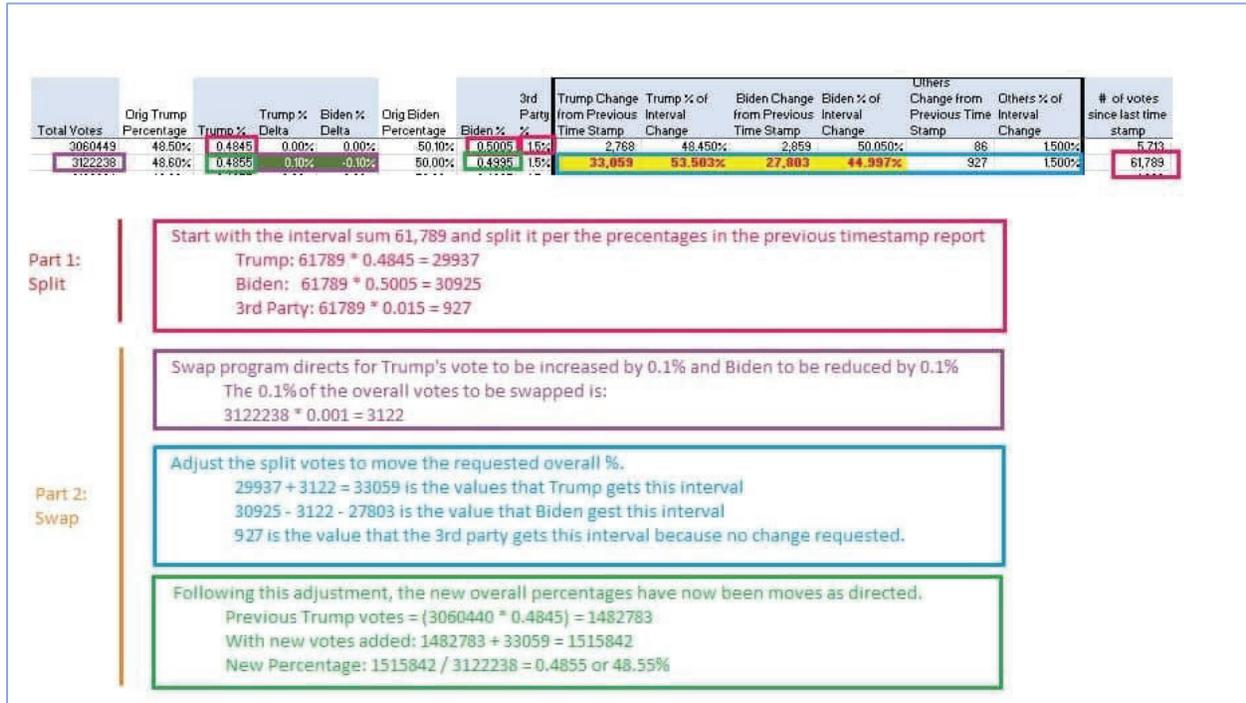 Others
3rd Trump Change Trump % of Biden Change Biden % of Change from Others % of # of votes
Orig Trump Trump % Biden % Orig Biden Party from Previous Interval from Previous Interval Previous Time Interval since last time
Total Votes Percentage Trump % Delta Delta Percentage Biden % % Time Stamp Change Time Stamp Change Stamp Change stamp
3060449 48.50% 0.4845 0.00% 0.00% 50.10% 0.5005 1.5% 2,768 48.450% 2,859 50.050% 86 1.500% 5,713
3122238 48.60% 0.4855 0.10% -0.10% 50.00% 0.4995 1.5% 33,059 53.503% 27,803 44.997% 927 1.500% 61,789
Part 1:
Split
Start with the interval sum 61,789 and split it per the precentages in the previous timestamp report
Trump: 61789 * 0.4845 = 29937
Biden: 61789 * 0.5005 = 30925
3rd Party: 61789 * 0.015 = 927
Part 2:
Swap
Swap program directs for Trump's vote to be increased by 0.1% and Biden to be reduced by 0.1%
The 0.1% of the overall votes to be swapped is:
3122238 * 0.001 = 3122
Adjust the split votes to move the requested overall %.
29937 + 3122 = 33059 is the values that Trump gets this interval
30925 - 3122 - 27803 is the value that Biden gest this interval
927 is the value that the 3rd party gets this interval because no change requested.
Following this adjustment, the new overall percentages have now been moves as directed.
Previous Trump votes = (3060440 * 0.4845) = 1482783
With new votes added: 1482783 + 33059 = 1515842
New Percentage: 1515842 / 3122238 = 0.4855 or 48.55%